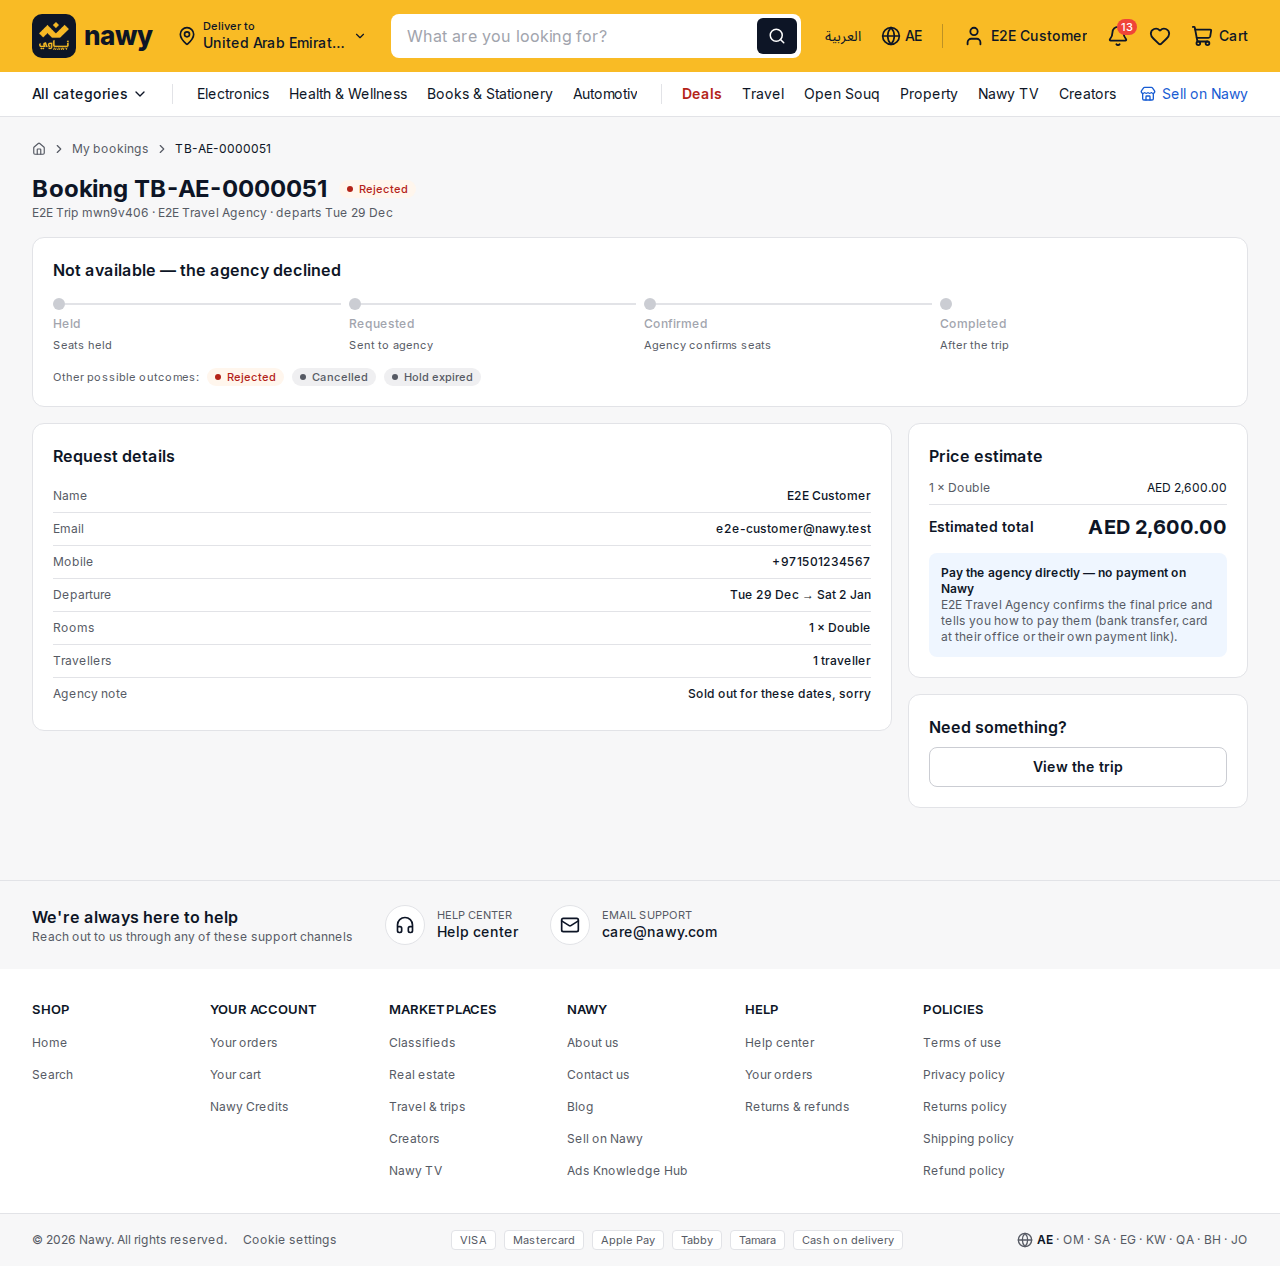 ناوي
NAWY
nawy
Deliver to
United Arab Emirat...
What are you looking for?
العربية
AE
E2E Customer
13
Cart
All categories
Electronics
Health & Wellness
Books & Stationery
Automotiv
Deals
Travel
Open Souq
Property
Nawy TV
Creators
Sell on Nawy
My bookings
TB-AE-0000051
Booking TB-AE-0000051
Rejected
E2E Trip mwn9v406 · E2E Travel Agency · departs Tue 29 Dec
Not available — the agency declined
Held
Requested
Confirmed
Completed
Seats held
Sent to agency
Agency confirms seats
After the trip
Other possible outcomes:
Rejected
Cancelled
Hold expired
Request details
Name
E2E Customer
Email
e2e-customer@nawy.test
Mobile
+971501234567
Departure
Tue 29 Dec → Sat 2 Jan
Rooms
1 × Double
Travellers
1 traveller
Agency note
Sold out for these dates, sorry
Price estimate
1 × Double
AED 2,600.00
Estimated total
AED 2,600.00
Pay the agency directly — no payment on
Nawy
E2E Travel Agency confirms the final price and
tells you how to pay them (bank transfer, card
at their office or their own payment link).
Need something?
View the trip
We're always here to help
Reach out to us through any of these support channels
HELP CENTER
Help center
EMAIL SUPPORT
care@nawy.com
SHOP
Home
Search
YOUR ACCOUNT
Your orders
Your cart
Nawy Credits
MARKETPLACES
Classifieds
Real estate
Travel & trips
Creators
Nawy TV
NAWY
About us
Contact us
Blog
Sell on Nawy
Ads Knowledge Hub
HELP
Help center
Your orders
Returns & refunds
POLICIES
Terms of use
Privacy policy
Returns policy
Shipping policy
Refund policy
© 2026 Nawy. All rights reserved.
Cookie settings
VISA
Mastercard
Apple Pay
Tabby
Tamara
Cash on delivery
AE · OM · SA · EG · KW · QA · BH · JO